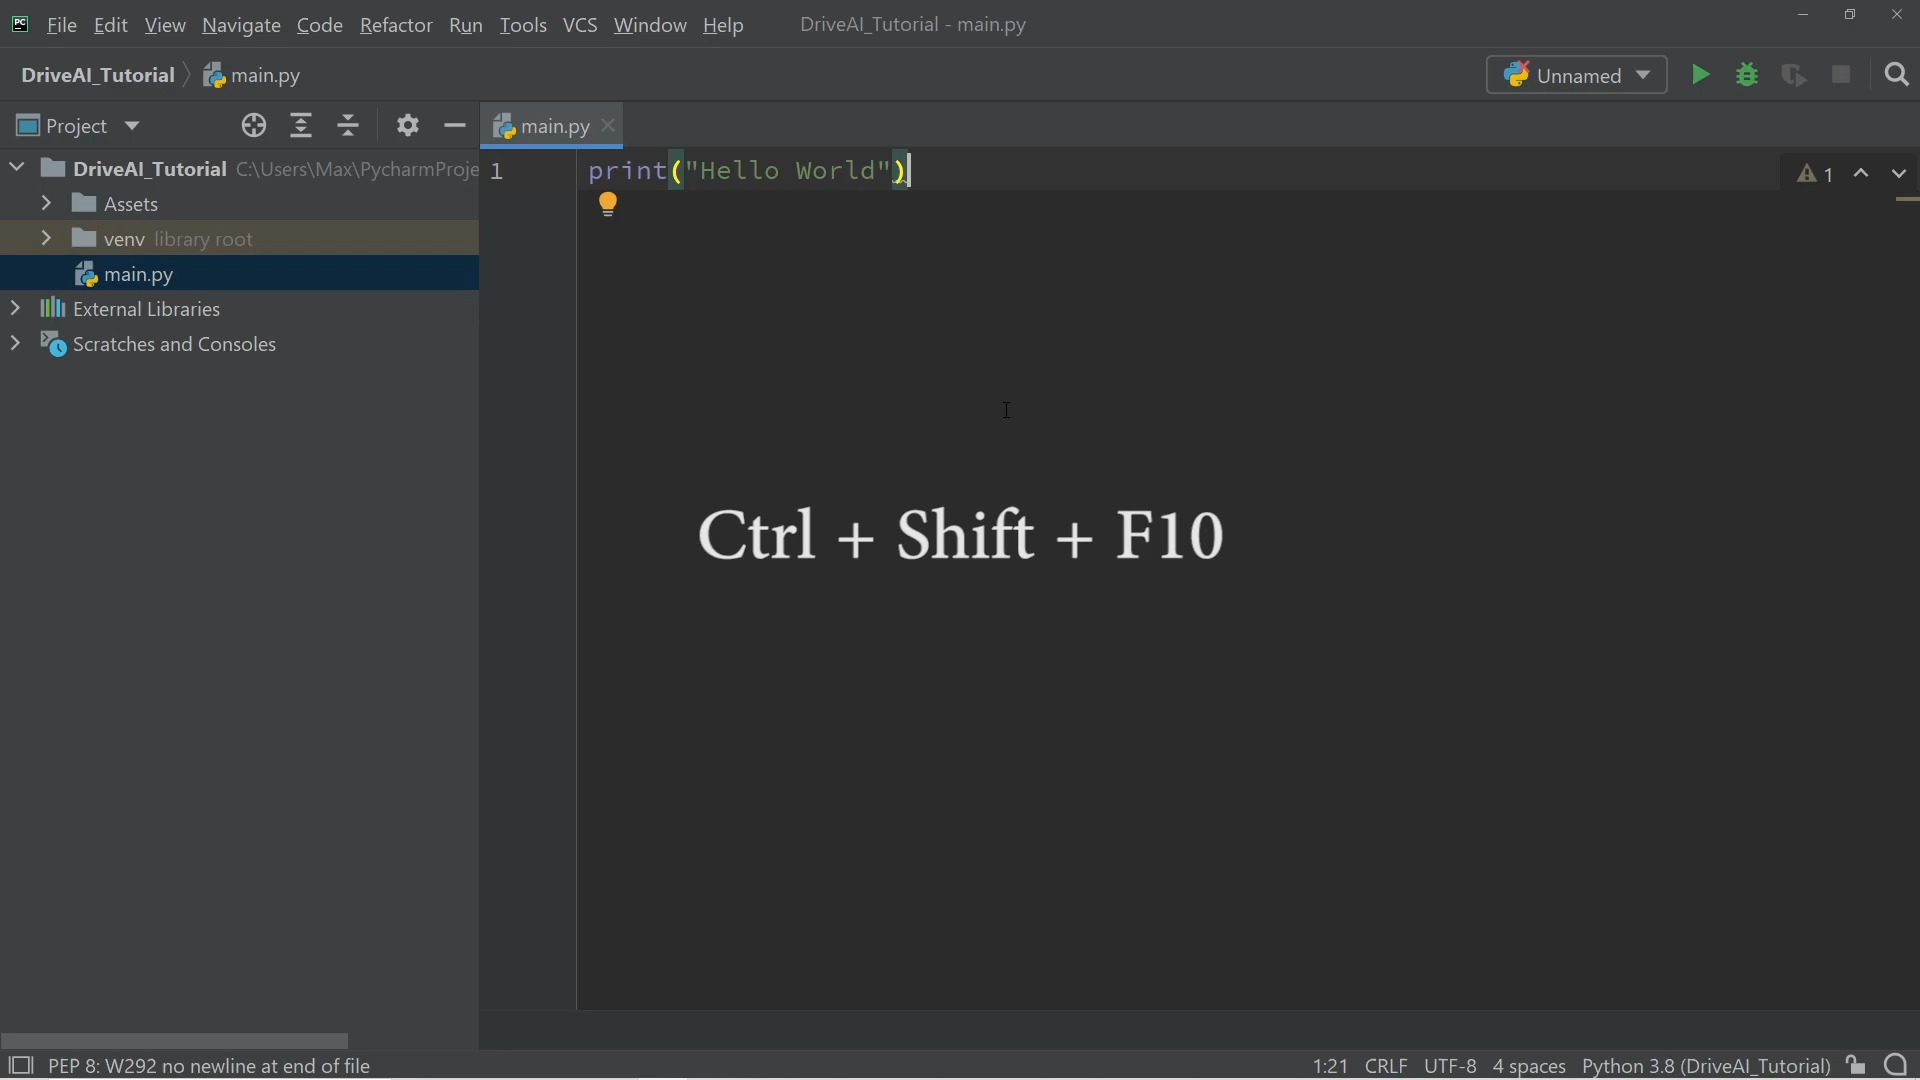 PC File Edit View Navigate Code Refactor Run Tools VCS Window Help DriveAI_Tutorial - main.py
DriveAI_Tutorial main.py Unnamed
Project main.py
DriveAI_Tutorial C:\Users\Max\PycharmProje
1 print("Hello World")
1
Assets
venv library root
main.py
External Libraries
Scratches and Consoles
Ctrl + Shift + F10
PEP 8: W292 no newline at end of file 1:21 CRLF UTF-8 4 spaces Python 3.8 (DriveAI_Tutorial)